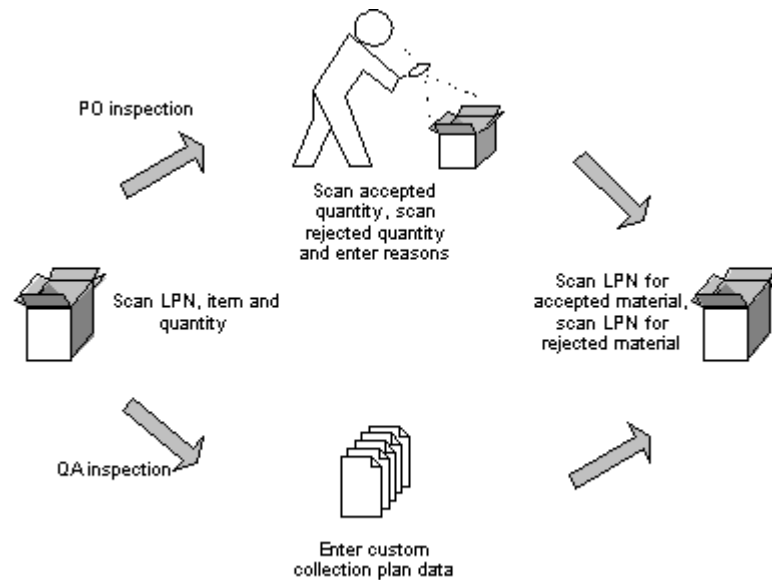 PO inspection
Scan accepted
quantity, scan
rejected quantity
and enter reasons
Scan LPN, item and
quantity
Scan LPN for
accepted material,
scan LPN for
rejected material
QA inspection
Enter custom
collection plan data